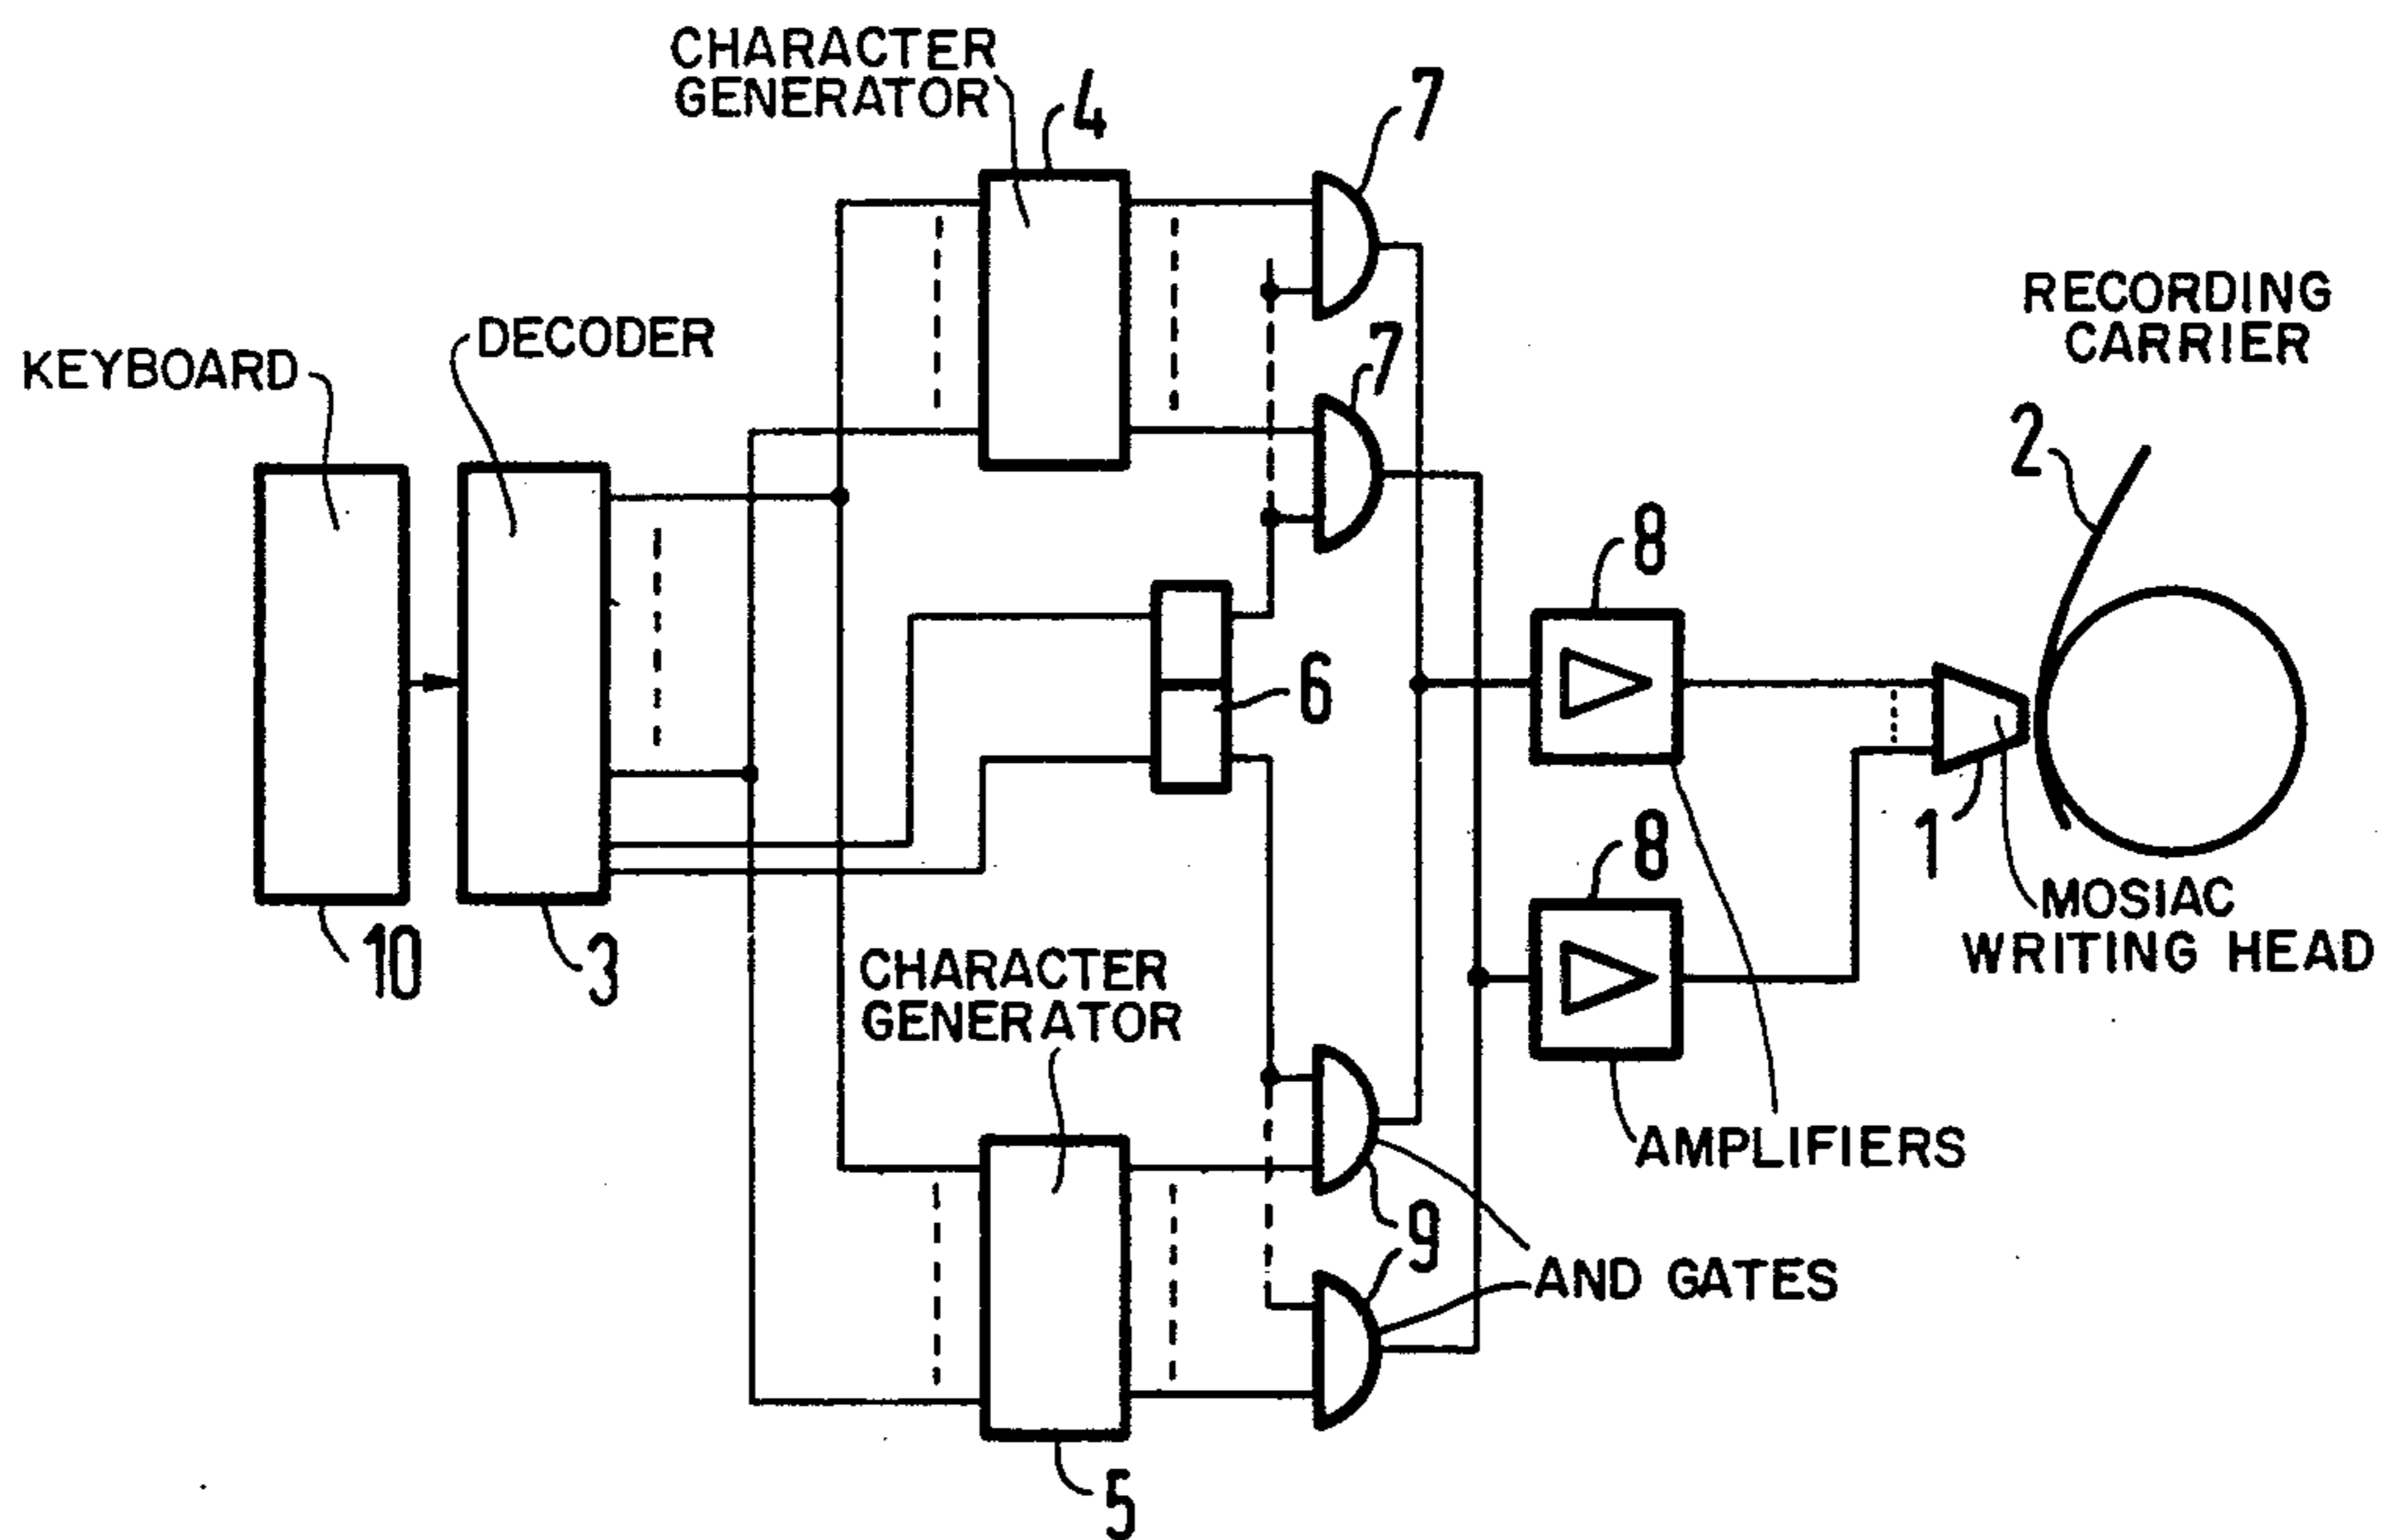 CHARACTER
GENERATOR
4
7
RECORDING
CARRIER
DECODER
KEYBOARD
7
2
8
6
8
1
MOSIAC
WRITING HEAD
10
3
CHARACTER
GENERATOR
AMPLIFIERS
9
AND GATES
5